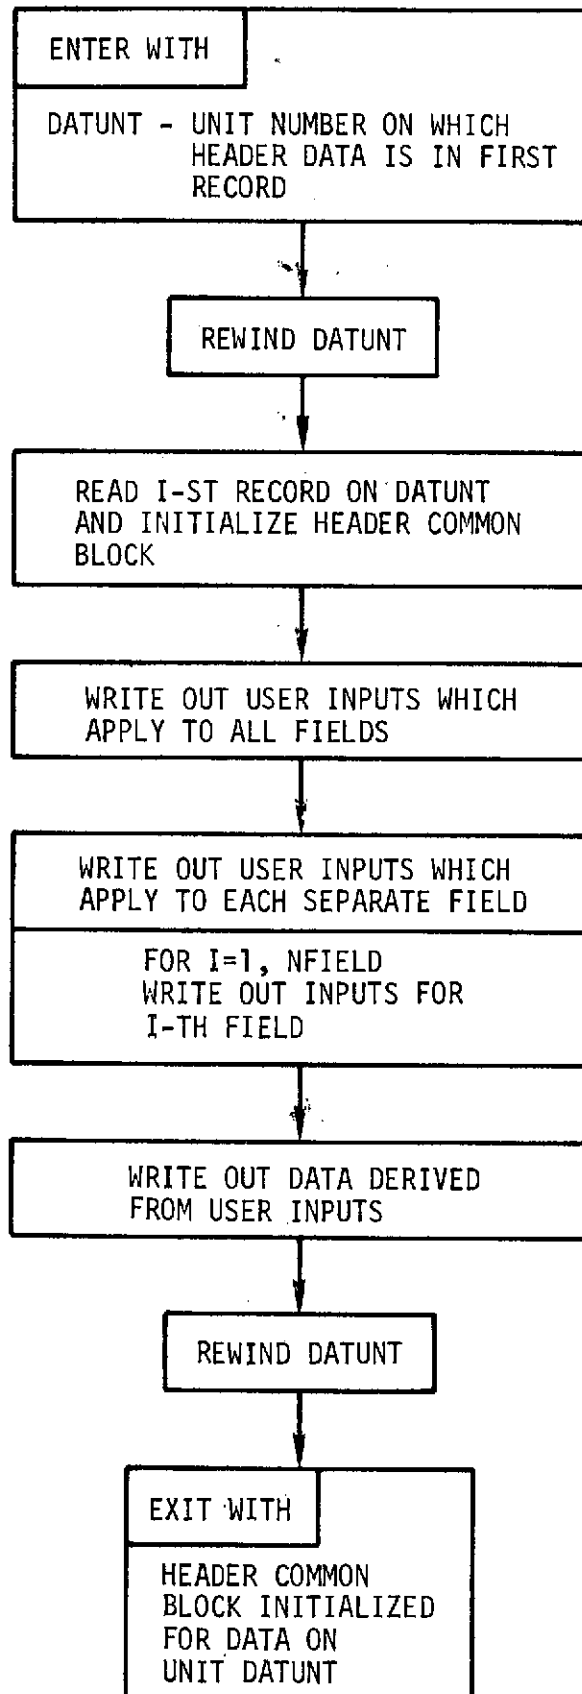 ENTER WITH
DATUNT - UNIT NUMBER ON WHICH
HEADER DATA IS IN FIRST
RECORD
REWIND DATUNT
READ I-ST RECORD ON DATUNT
AND INITIALIZE HEADER COMMON
BLOCK
WRITE OUT USER INPUTS WHICH
APPLY TO ALL FIELDS
WRITE OUT USER INPUTS WHICH
APPLY TO EACH SEPARATE FIELD
FOR I=1, NFIELD
WRITE OUT INPUTS FOR
I-TH FIELD
WRITE OUT DATA DERIVED
FROM USER INPUTS
REWIND DATUNT
EXIT WITH
HEADER COMMON
BLOCK INITIALIZED
FOR DATA ON
UNIT DATUNT